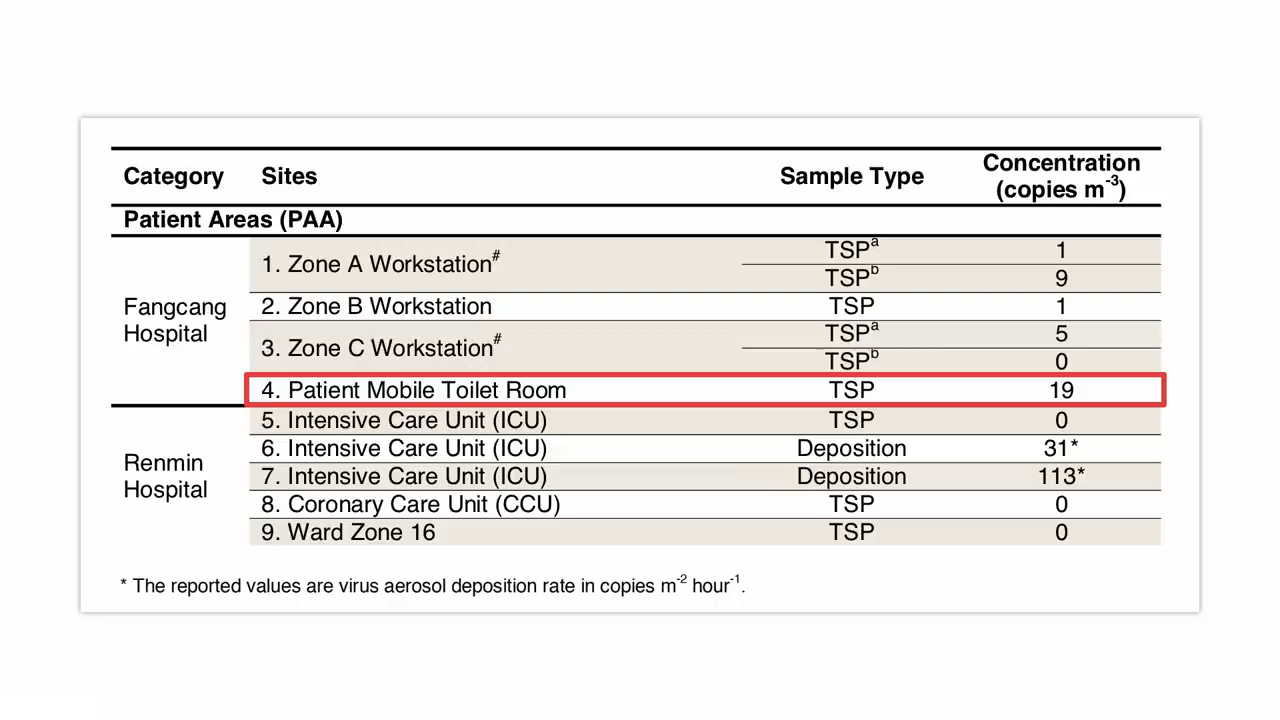 Category Sites Sample Type Concentration (copies m-3)
Patient Areas (PAA)
Fangcang Hospital
1. Zone A Workstation# TSPa 1
TSPb 9
2. Zone B Workstation TSP 1
3. Zone C Workstation# TSPa 5
TSPb 0
4. Patient Mobile Toilet Room TSP 19
Renmin Hospital
5. Intensive Care Unit (ICU) TSP 0
6. Intensive Care Unit (ICU) Deposition 31*
7. Intensive Care Unit (ICU) Deposition 113*
8. Coronary Care Unit (CCU) TSP 0
9. Ward Zone 16 TSP 0
* The reported values are virus aerosol deposition rate in copies m-2 hour-1.